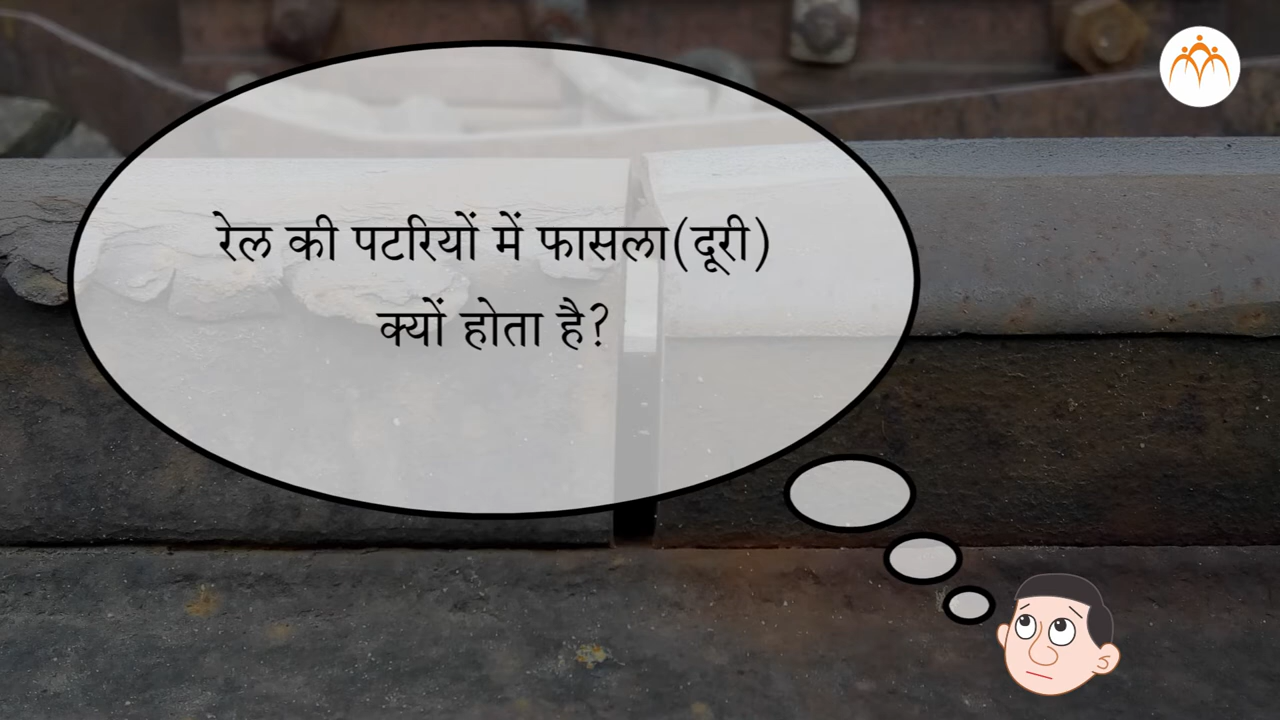 रेल की पटरियों में फासला(दूरी)
क्यों होता है?